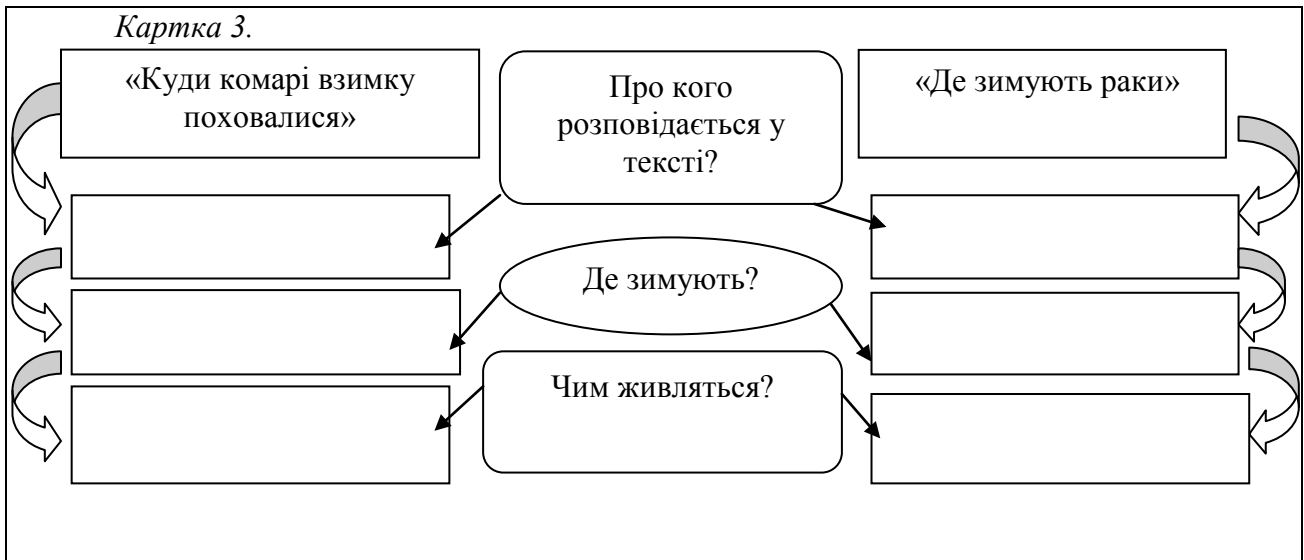 Картка 3.
«Куди комарі взимку
поховалися»
Про кого
розповідається у
тексті?
«Де зимують раки»
Де зимують?
Чим живляться?